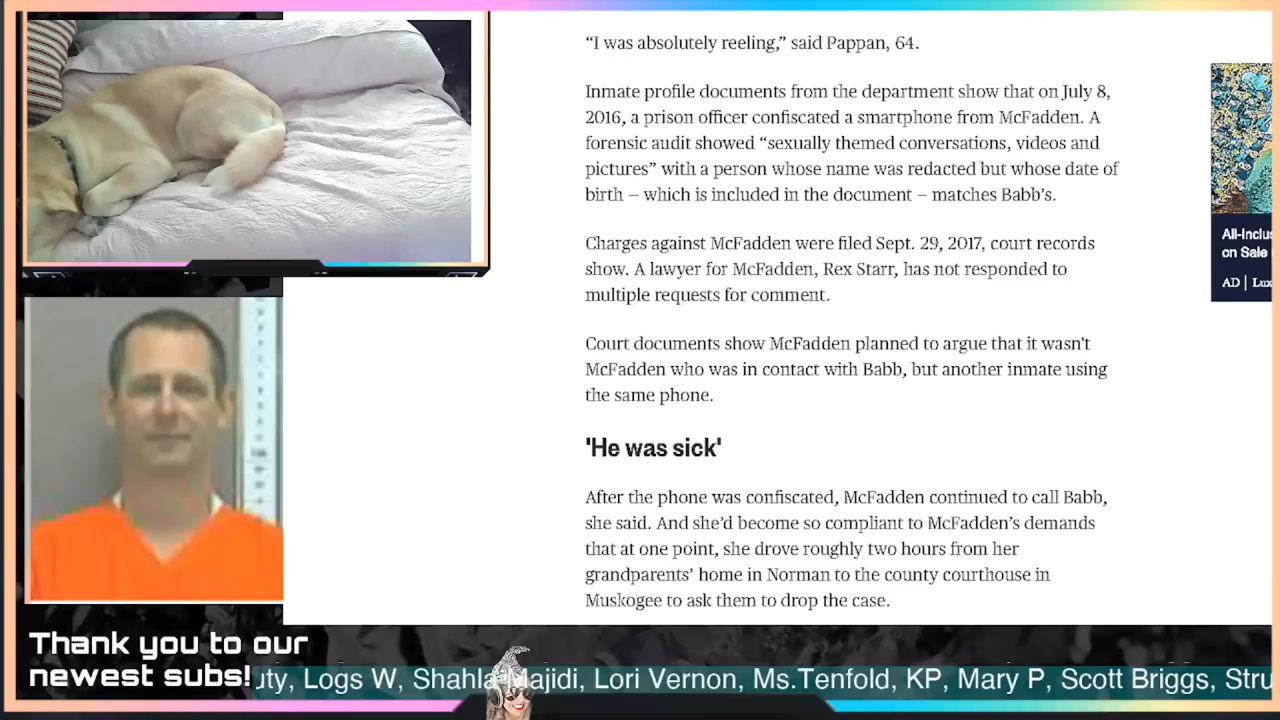 “I was absolutely reeling,” said Pappan, 64.
Inmate profile documents from the department show that on July 8,
2016, a prison officer confiscated a smartphone from McFadden. A
forensic audit showed “sexually themed conversations, videos and
pictures” with a person whose name was redacted but whose date of
birth – which is included in the document – matches Babb’s.
Charges against McFadden were filed Sept. 29, 2017, court records
show. A lawyer for McFadden, Rex Starr, has not responded to
multiple requests for comment.
Court documents show McFadden planned to argue that it wasn't
McFadden who was in contact with Babb, but another inmate using
the same phone.
'He was sick'
After the phone was confiscated, McFadden continued to call Babb,
she said. And she’d become so compliant to McFadden’s demands
that at one point, she drove roughly two hours from her
grandparents’ home in Norman to the county courthouse in
Muskogee to ask them to drop the case.
All-Inclus
on Sale
AD | Lux
Thank you to our
newest subs!
uty, Logs W, Shahla Majidi, Lori Vernon, Ms.Tenfold, KP, Mary P, Scott Briggs, Stru